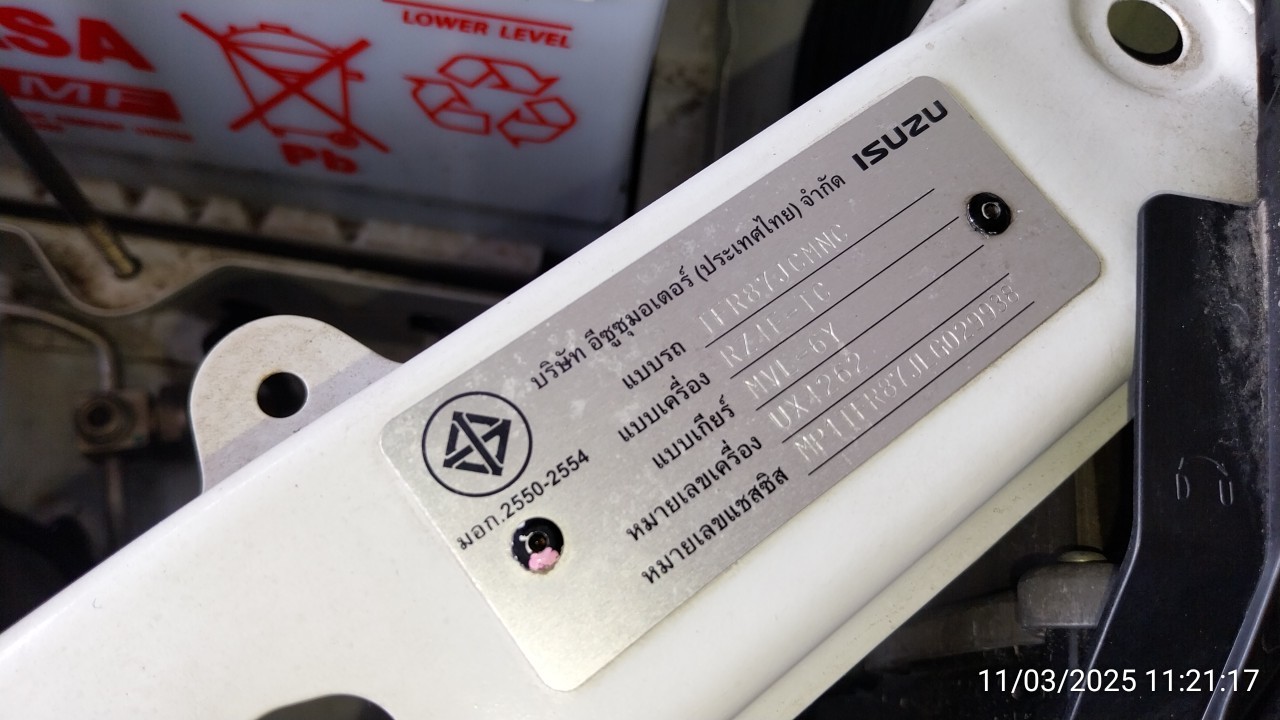 LOWER LEVEL
MF
Pb
ISUZU
บริษัท อีซูซุมอเตอร์ (ประเทศไทย) จำกัด
แบบรถ TFR87JCMNC
แบบเครื่อง RZ4E-TC
แบบเกียร์ MVL-6Y
หมายเลขเครื่อง UX4262
หมายเลขแชสซิส
มอก.2550-2554
D U
11/03/2025 11:21:17